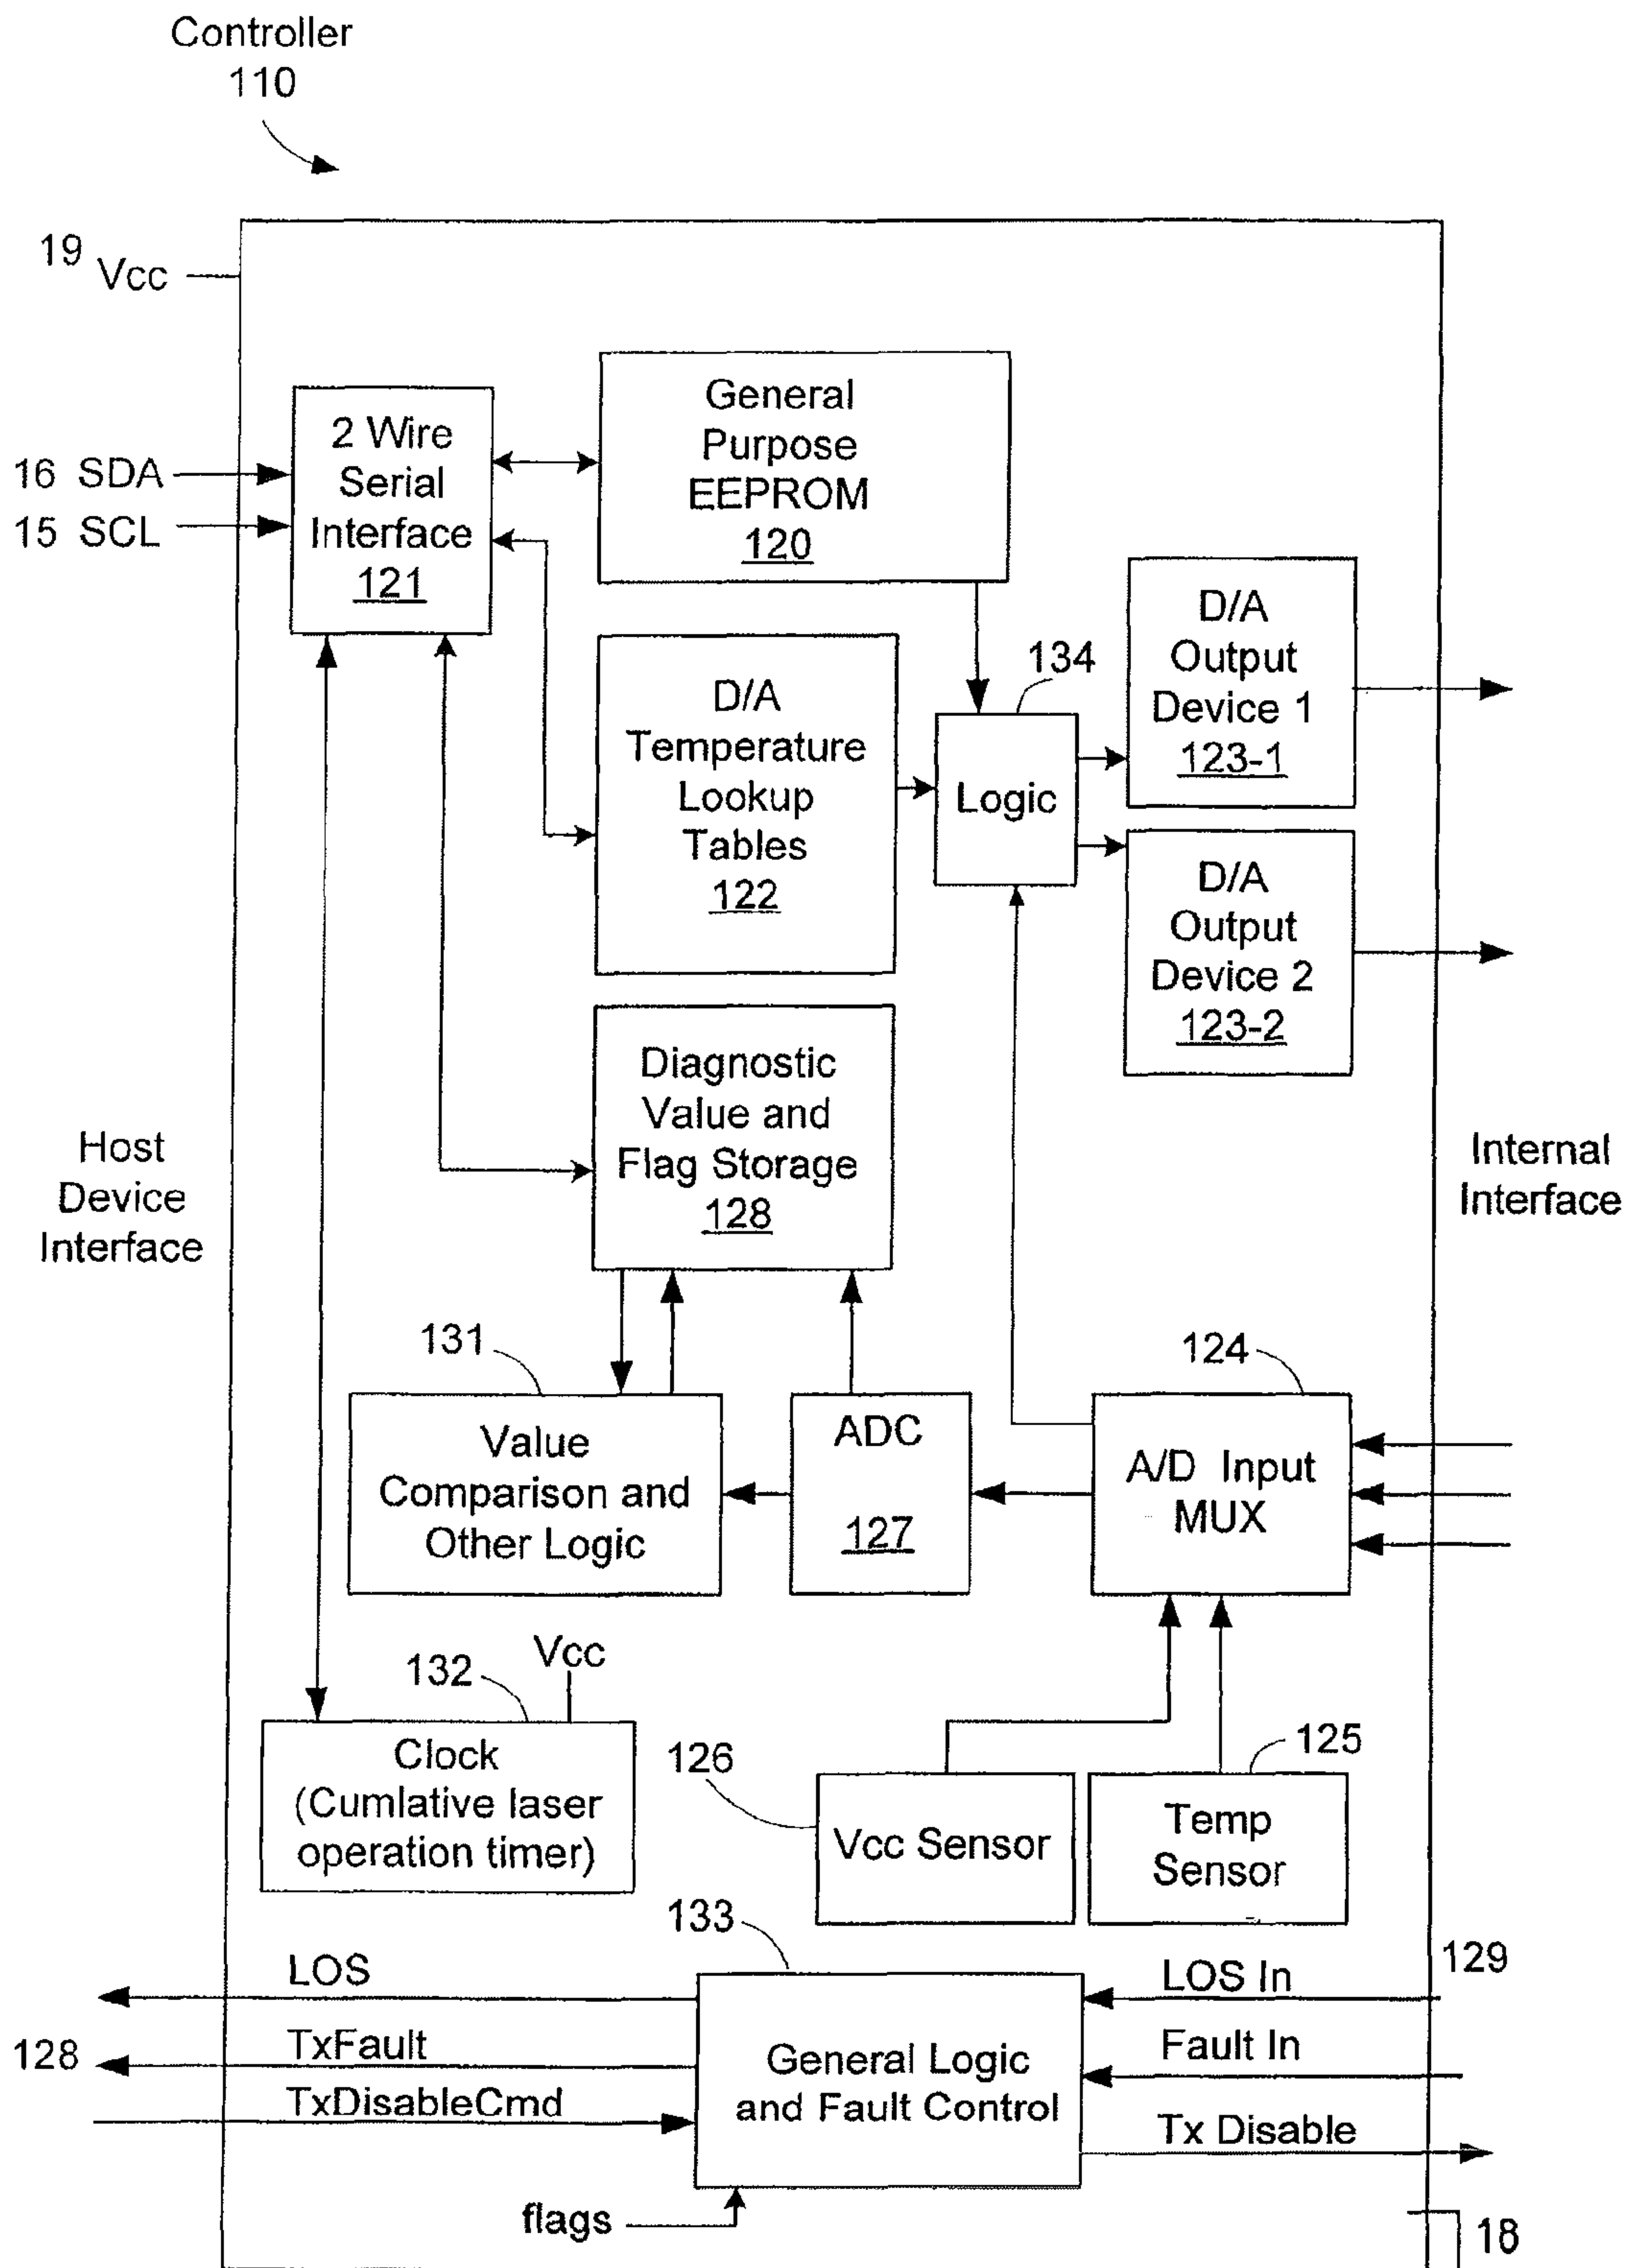 Controller
110
19
Vcc
16 SDA
15 SCL
2 Wire
Serial
Interface
121
General
Purpose
EEPROM
120
D/A
Temperature
Lookup
Tables
122
134
Logic
D/A
Output
Device 1
123-1
D/A
Output
Device 2
123-2
Diagnostic
Value and
Flag Storage
128
Host
Device
Interface
Internal
Interface
131
Value
Comparison and
Other Logic
ADC
127
124
A/D Input
MUX
132
Vcc
Clock
(Cumlative laser
operation timer)
126
Vcc Sensor
125
Temp
Sensor
133
General Logic
and Fault Control
LOS
TxFault
TxDisableCmd
128
LOS In
Fault In
Tx Disable
129
flags
18